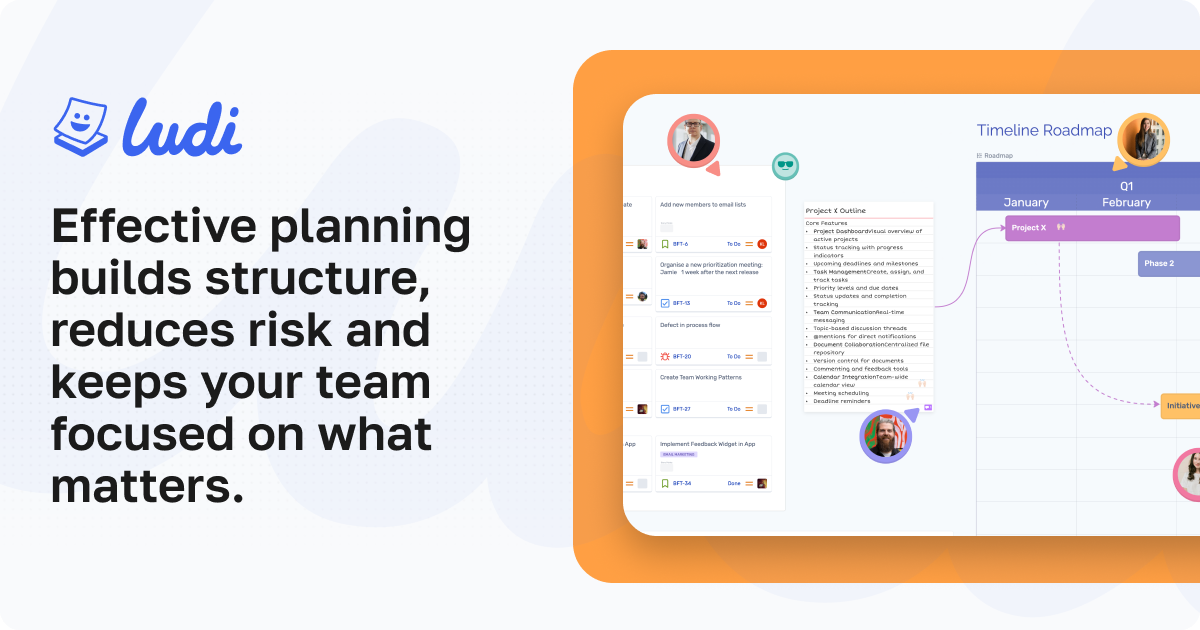 ludi
Effective planning
builds structure,
reduces risk and
keeps your team
focused on what
matters.
ate
App
Add new members to email lists
BFT-6 To Do KL
Organise a new prioritization meeting:
Jamie 1 week after the next release
BFT-13 To Do KL
Defect in process flow
BFT-20 To Do
Create Team Working Patterns
BFT-27 To Do
Implement Feedback Widget in App
EMAIL MARKETING
BFT-34 Done
Project X Outline
Core Features
• Project DashboardVisual overview of
active projects
• Status tracking with progress
indicators
• Upcoming deadlines and milestones
• Task ManagementCreate, assign, and
track tasks
• Priority levels and due dates
• Status updates and completion
tracking
• Team CommunicationReal-time
messaging
• Topic-based discussion threads
• @mentions for direct notifications
• Document CollaborationCentralized file
repository
• Version control for documents
• Commenting and feedback tools
• Calendar IntegrationTeam-wide
calendar view
• Meeting scheduling
• Deadline reminders
Timeline Roadmap
Roadmap
Q1
January February
Project X
Phase 2
Initiative